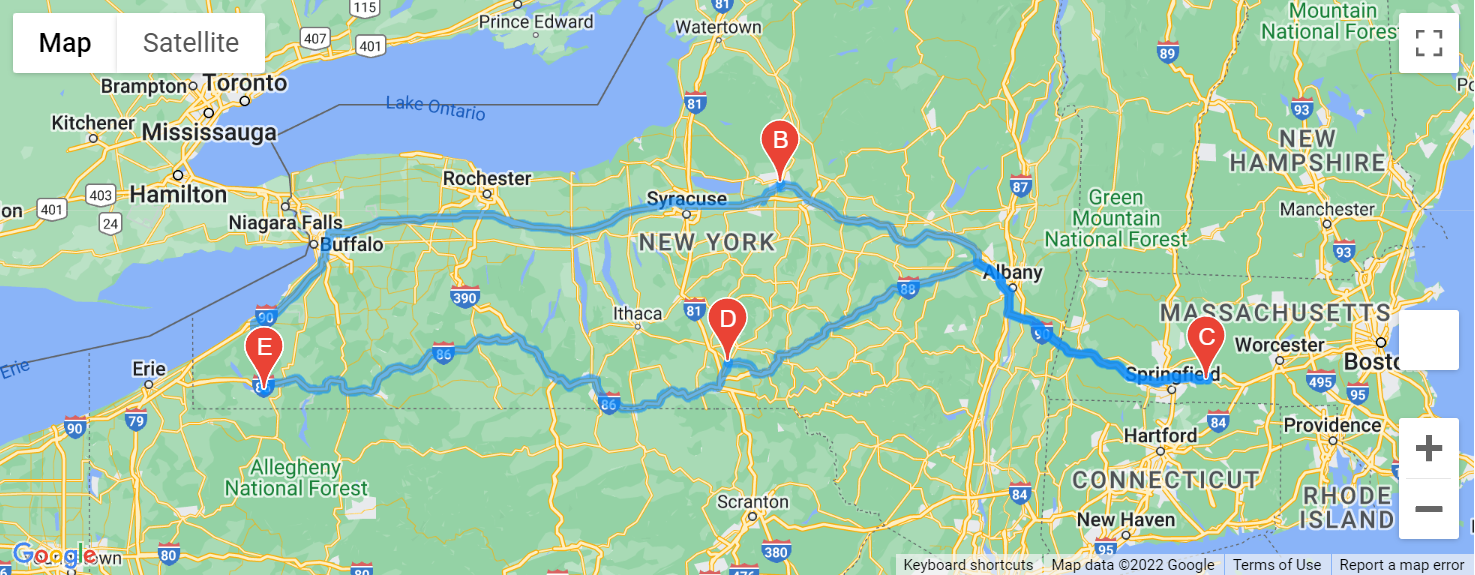 Map
Satellite
115
407
401
Prince Edward
Watertown
81
Mountain
National Fores
89
Brampton
Toronto
Lake Ontario
81
93
Kitchener
Mississauga
NEW
HAMPSHIRE
B
Hamilton
403
Rochester
87
401
24
on
Syracuse
Green
Mountain
National Forest
Manchester
Niagara Falls
Buffalo
NEW YORK
93
Albany
390
88
90
Ithaca
81
D
MASSACHUSETTS
90
C
Worcester
Boston
E
86
Erie
Erie
Springfield
495
95
86
90
79
84
Hartford
Providence
Allegheny
National Forest
CONNECTICUT
84
RHODE
ISLAND
Scranton
New Haven
95
Google
80
80
380
476
Keyboard shortcuts
Map data ©2022 Google
Terms of Use
Report a map error